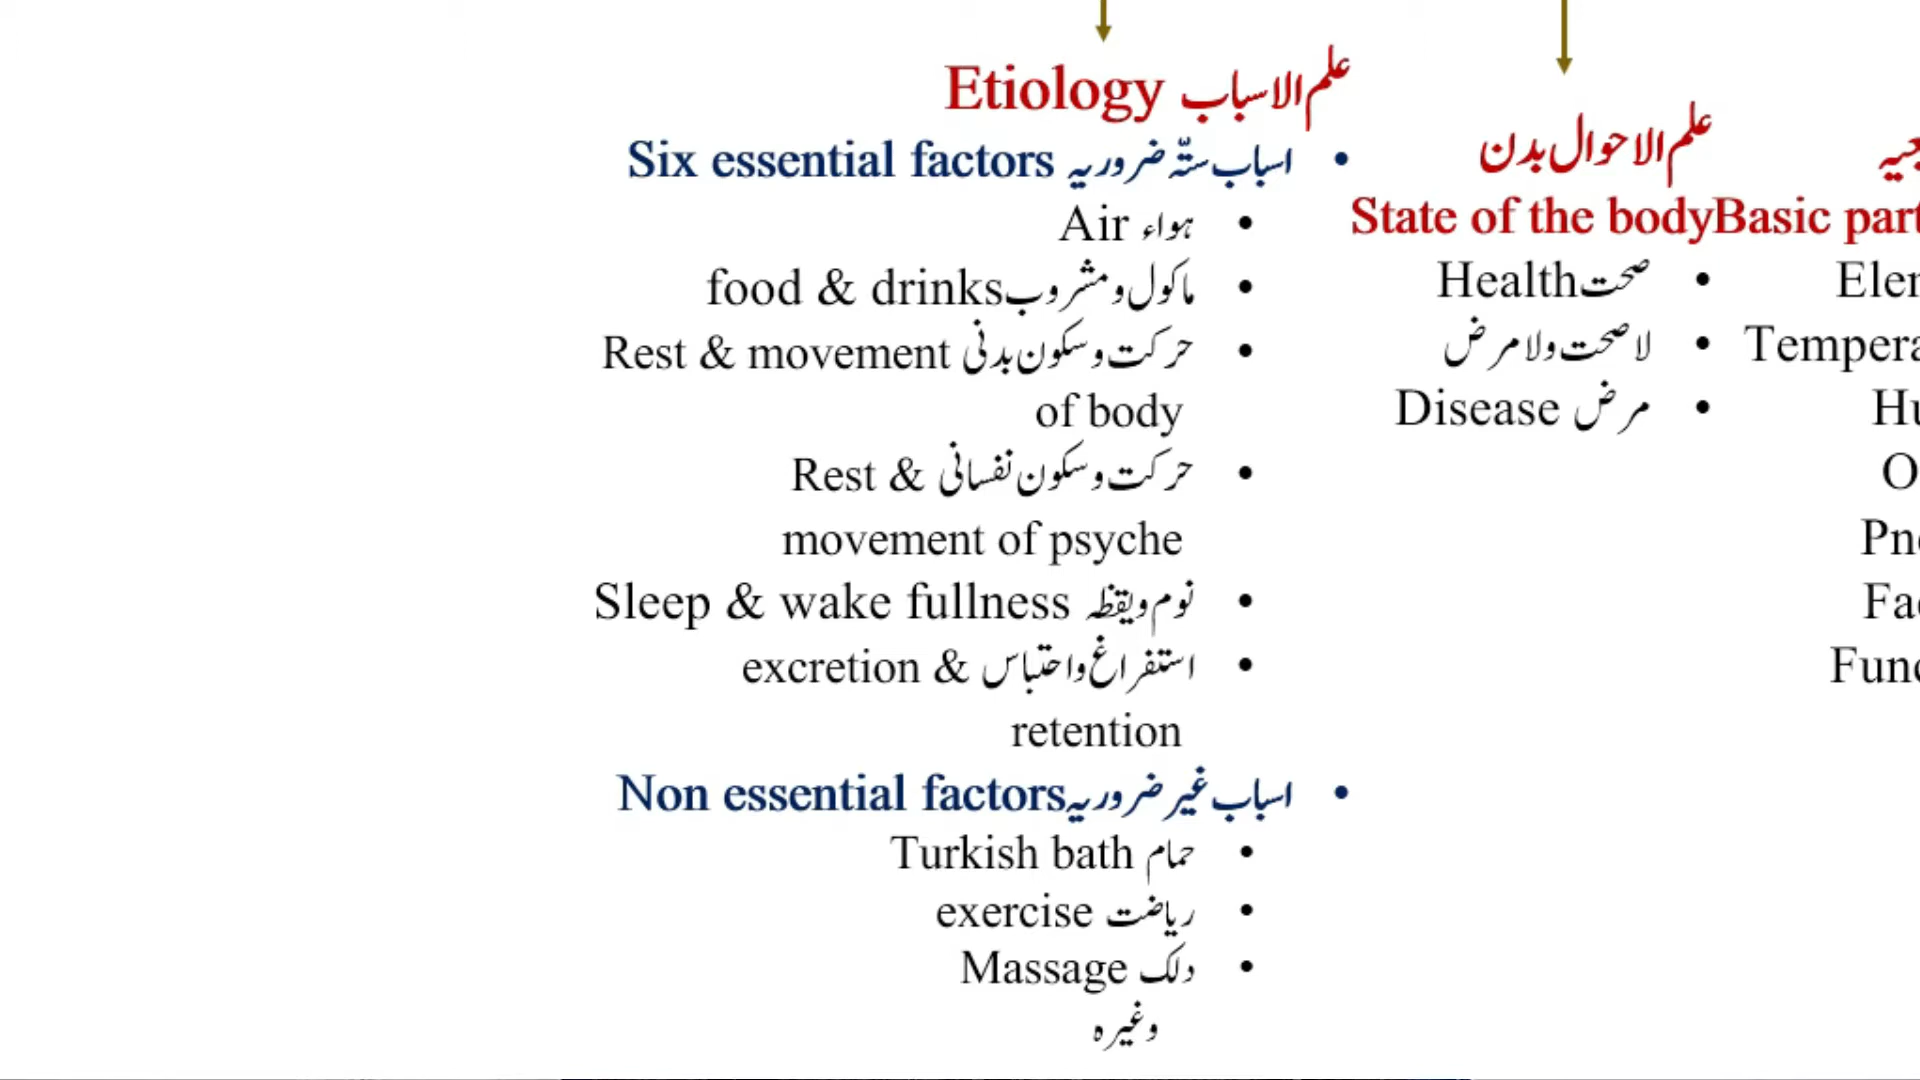 علم الاسباب Etiology
اسباب ستّہ ضروریہ Six essential factors
ہواء Air
ماکول و مشروب food & drinks
حرکت و سکون بدنی Rest & movement
of body
حرکت و سکون نفسانی Rest &
movement of psyche
نوم و یقظہ Sleep & wake fullness
استفراغ و احتباس excretion &
retention
اسباب غیر ضروریہ Non essential factors
حمام Turkish bath
ریاضت exercise
دلک Massage
وغیرہ
علم الاحوال بدن
State of the body
صحت Health
لا صحت ولا مرض
مرض Disease
Basic